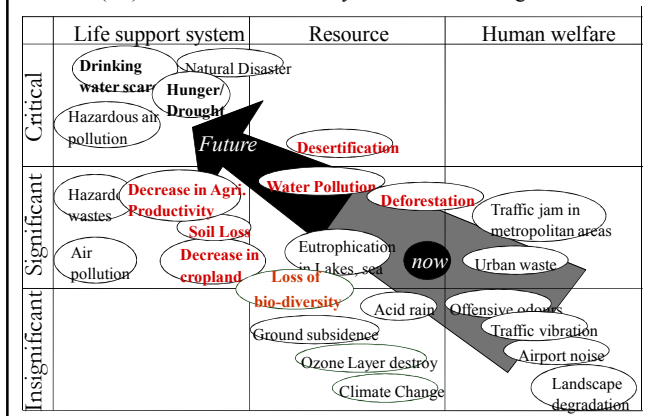 Life support system Resource Human welfare
Critical
Drinking
water scar
Natural Disaster
Hunger/
Drought
Hazardous air
pollution
Future
Desertification
Significant
Hazardo
wastes
Decrease in Agri.
Productivity
Soil Loss
Air
pollution
Decrease in
cropland
Water Pollution
Deforestation
Eutrophication
in Lakes, sea
now
Traffic jam in
metropolitan areas
Urban waste
Loss of
bio-diversity
Insignificant
Acid rain
Offensive odours
Ground subsidence
Traffic vibration
Ozone Layer destroy
Airport noise
Climate Change
Landscape
degradation